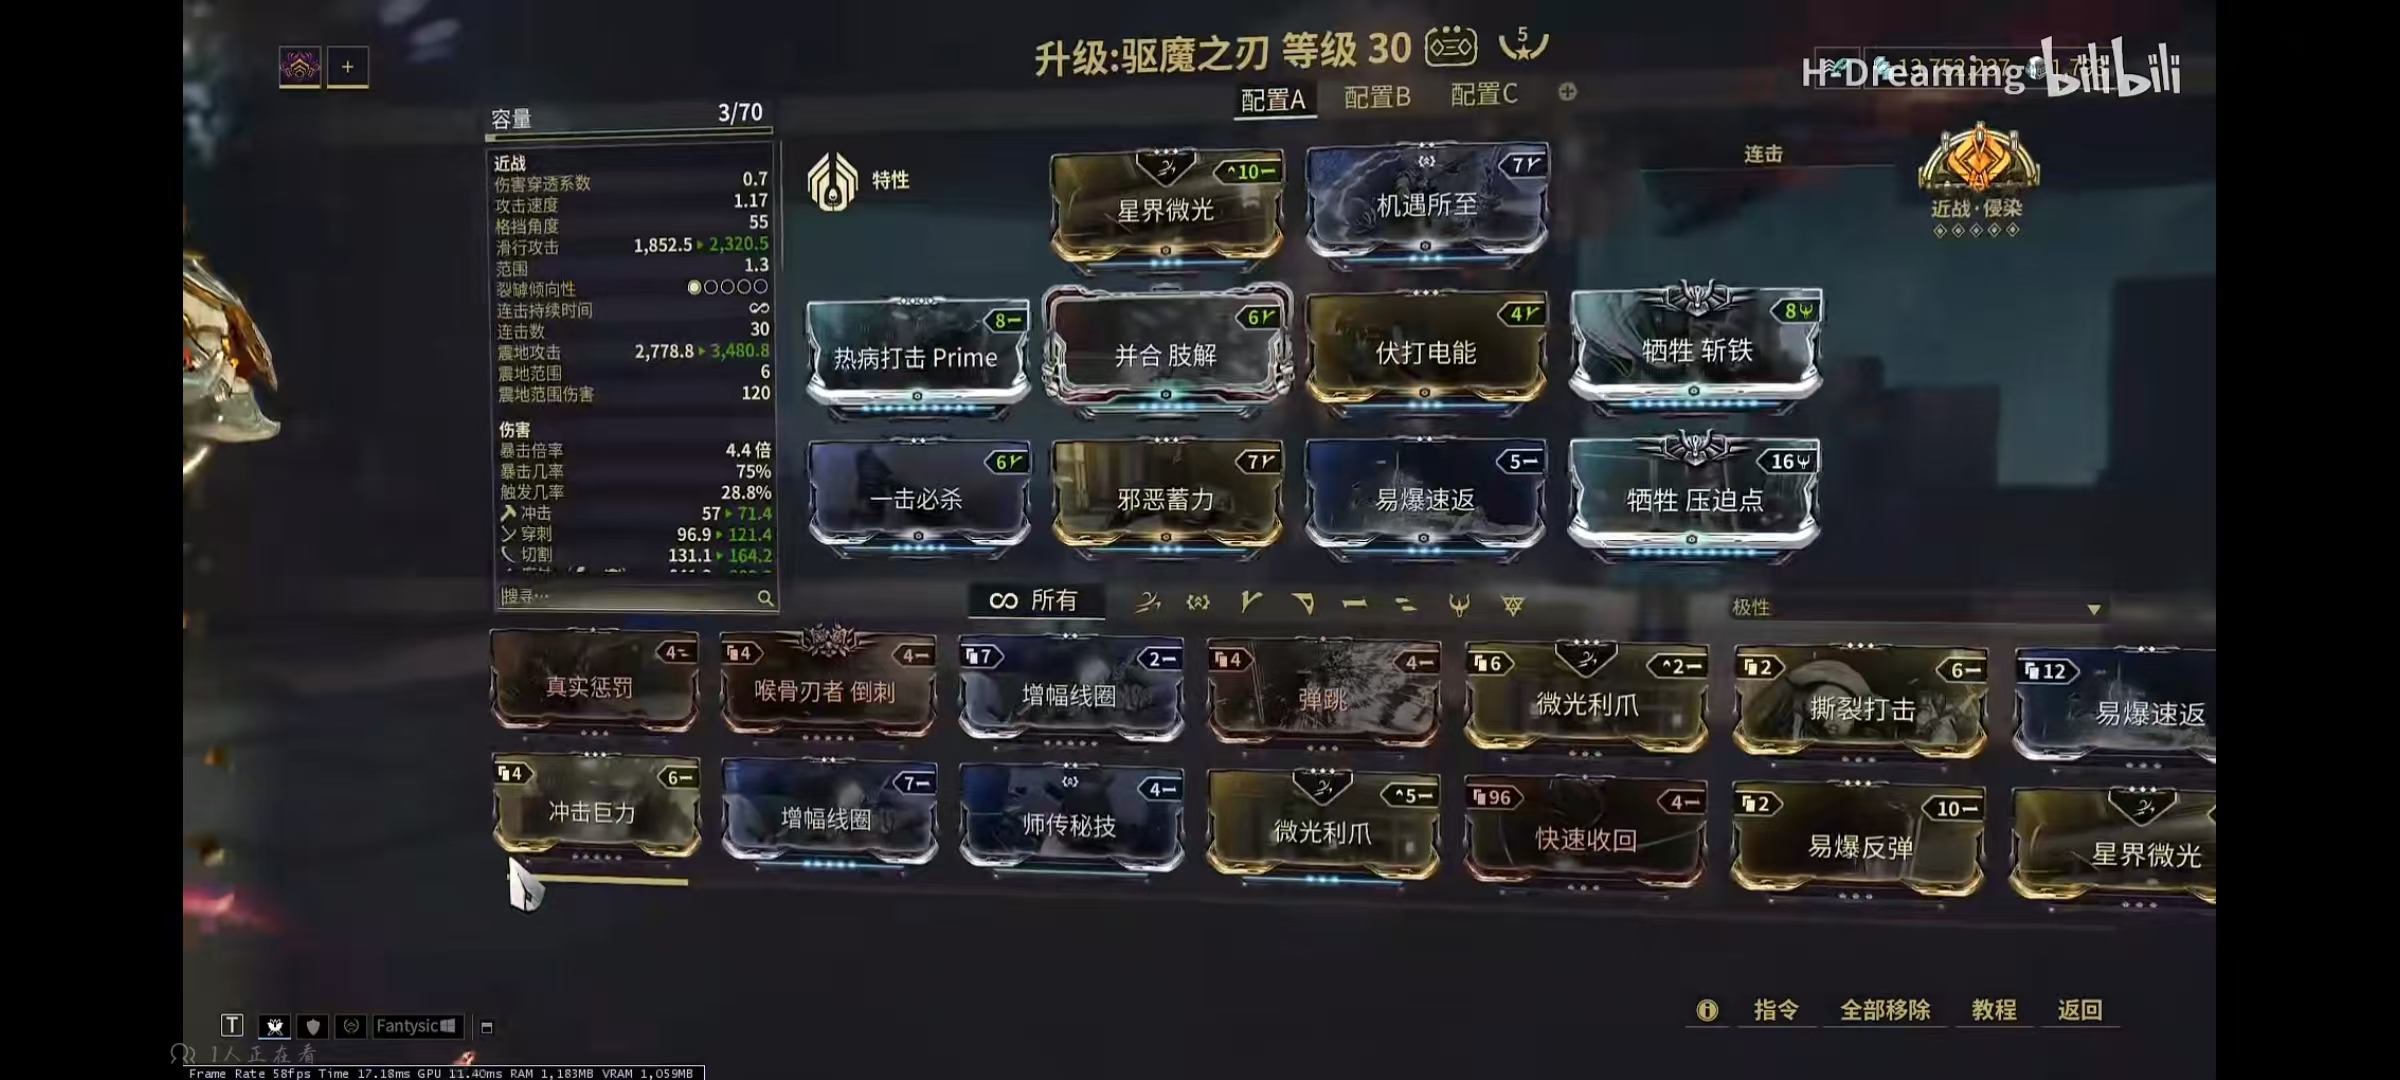 升级:驱魔之刃 等级 30
5
H-Dreaming bilibili
+
配置A 配置B 配置C
容量 3/70
近战
伤害穿透系数 0.7
攻击速度 1.17
格挡角度 55
滑行攻击 1,852.5 ▸ 2,320.5
范围 1.3
裂罅倾向性
连击持续时间 ∞
连击数 30
震地攻击 2,778.8 ▸ 3,480.8
震地范围 6
震地范围伤害 120
伤害
暴击倍率 4.4 倍
暴击几率 75%
触发几率 28.8%
冲击 57 ▸ 71.4
穿刺 96.9 ▸ 121.4
切割 131.1 ▸ 164.2
搜寻…
特性
连击
近战·侵染
^10
星界微光
7
机遇所至
8
热病打击 Prime
6
并合 肢解
4
伏打电能
8
牺牲 斩铁
6
一击必杀
7
邪恶蓄力
5
易爆速返
16
牺牲 压迫点
∞ 所有
极性
4
真实惩罚
4 4
喉骨刃者 倒刺
7 2
增幅线圈
4 4
弹跳
6 ^2
微光利爪
2 6
撕裂打击
12
易爆速返
4 6
冲击巨力
7
增幅线圈
4
师传秘技
^5
微光利爪
96 4
快速收回
2 10
易爆反弹
星界微光
指令 全部移除 教程 返回
T
Fantysic
1人正在看
Frame Rate 58fps Time 17.18ms GPU 11.40ms RAM 1,183MB VRAM 1,059MB